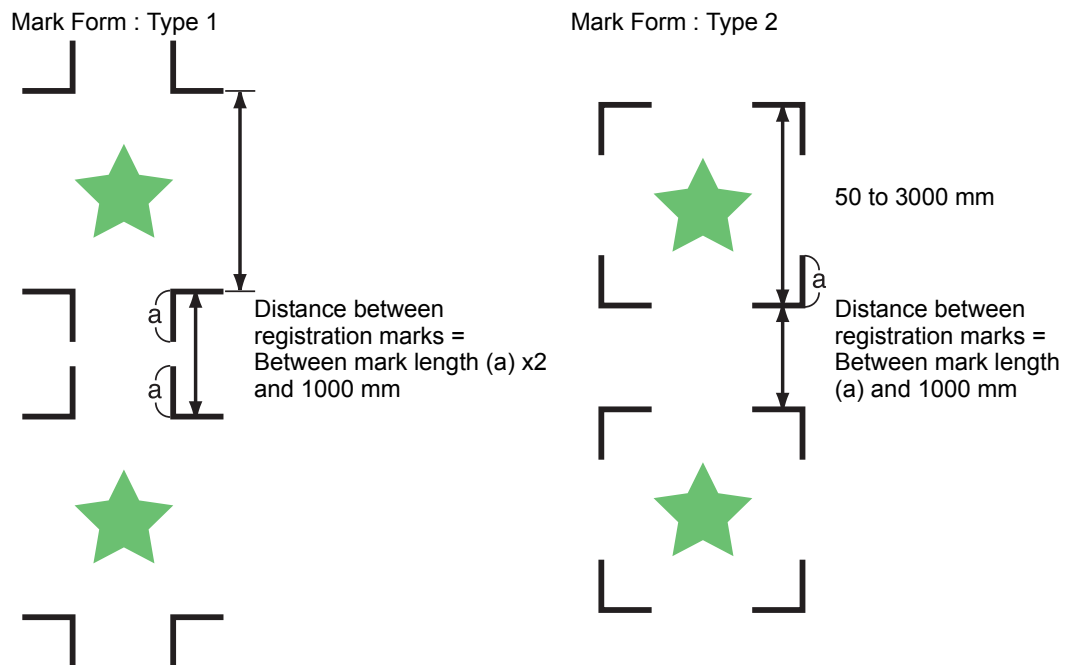 Mark Form : Type 1
a
a
Distance between
registration marks =
Between mark length (a) x2
and 1000 mm
Mark Form : Type 2
50 to 3000 mm
a
Distance between
registration marks =
Between mark length
(a) and 1000 mm